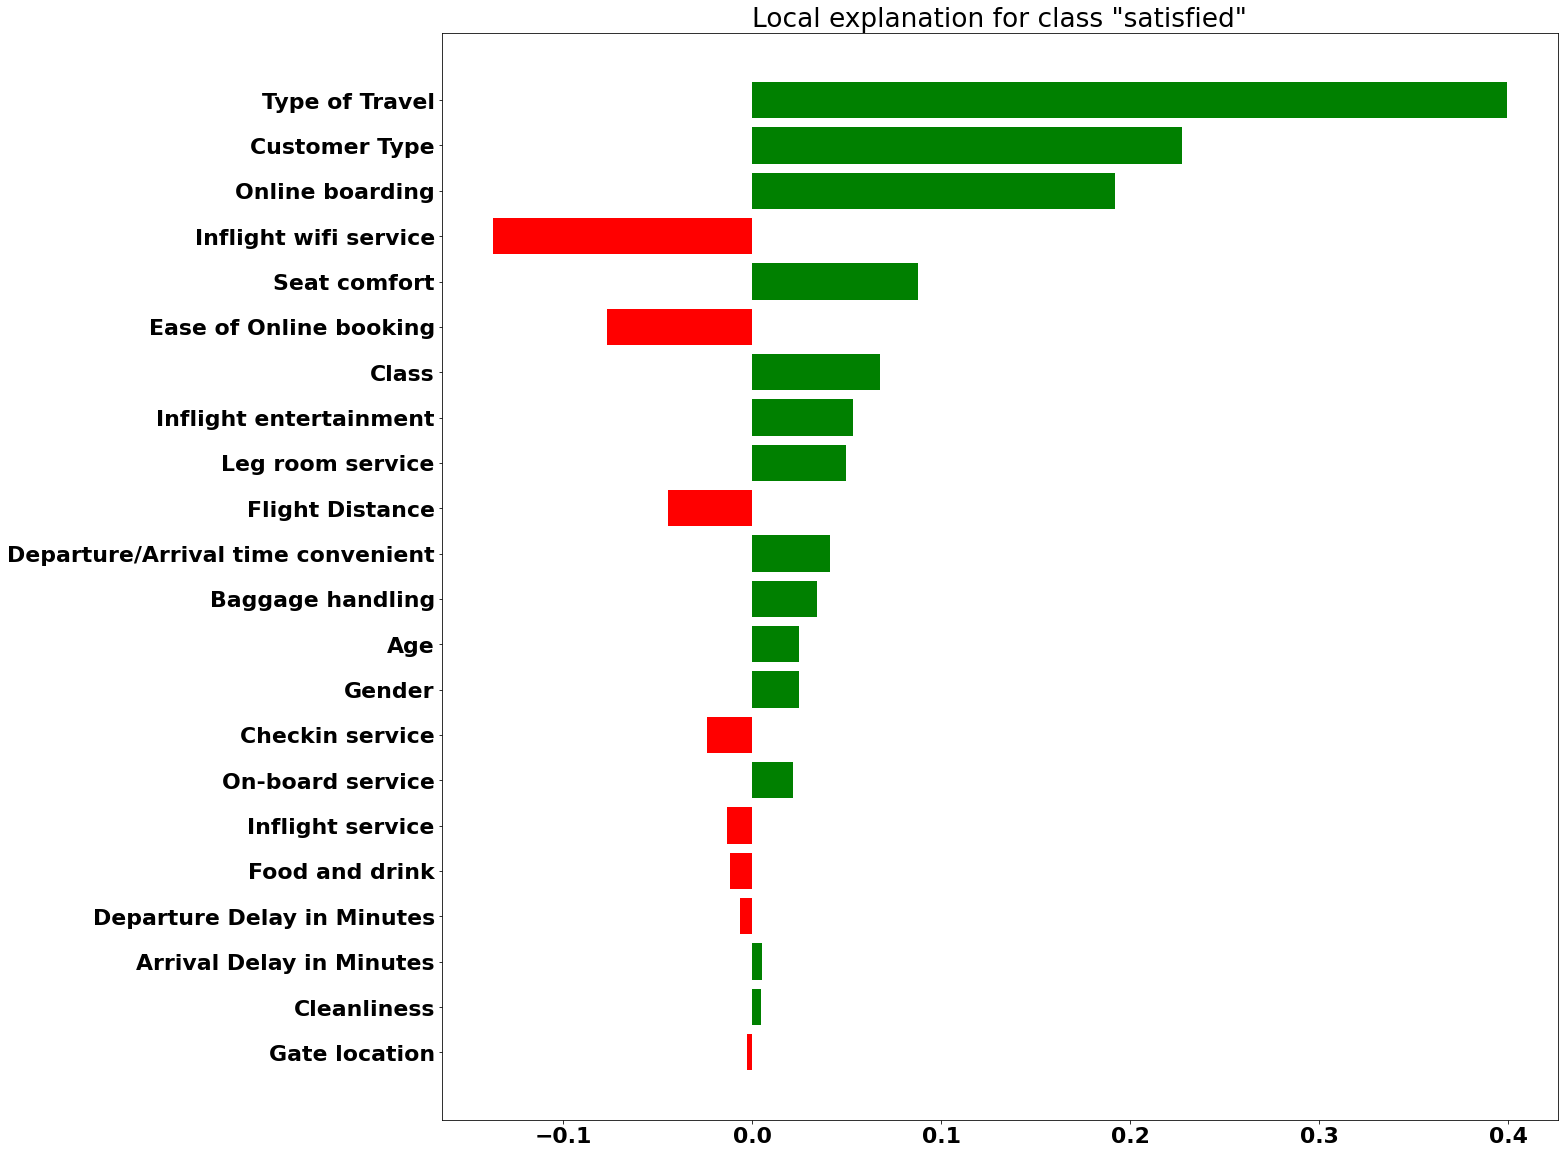 Local explanation for class "satisfied"
Type of Travel
Customer Type
Online boarding
Inflight wifi service
Seat comfort
Ease of Online booking
Class
Inflight entertainment
Leg room service
Flight Distance
Departure/Arrival time convenient
Baggage handling
Age
Gender
Checkin service
On-board service
Inflight service
Food and drink
Departure Delay in Minutes
Arrival Delay in Minutes
Cleanliness
Gate location
−0.1 0.0 0.1 0.2 0.3 0.4